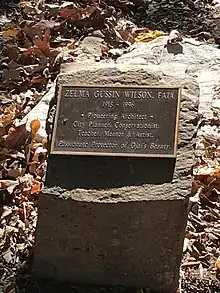 ZELMA GUSSIN WILSON, FAIA
1918 - 1996
- Pioneering Architect -
City Planner, Conservationist,
Teacher, Mentor & Artist.
Passionate Protector of Ojai's Beauty.